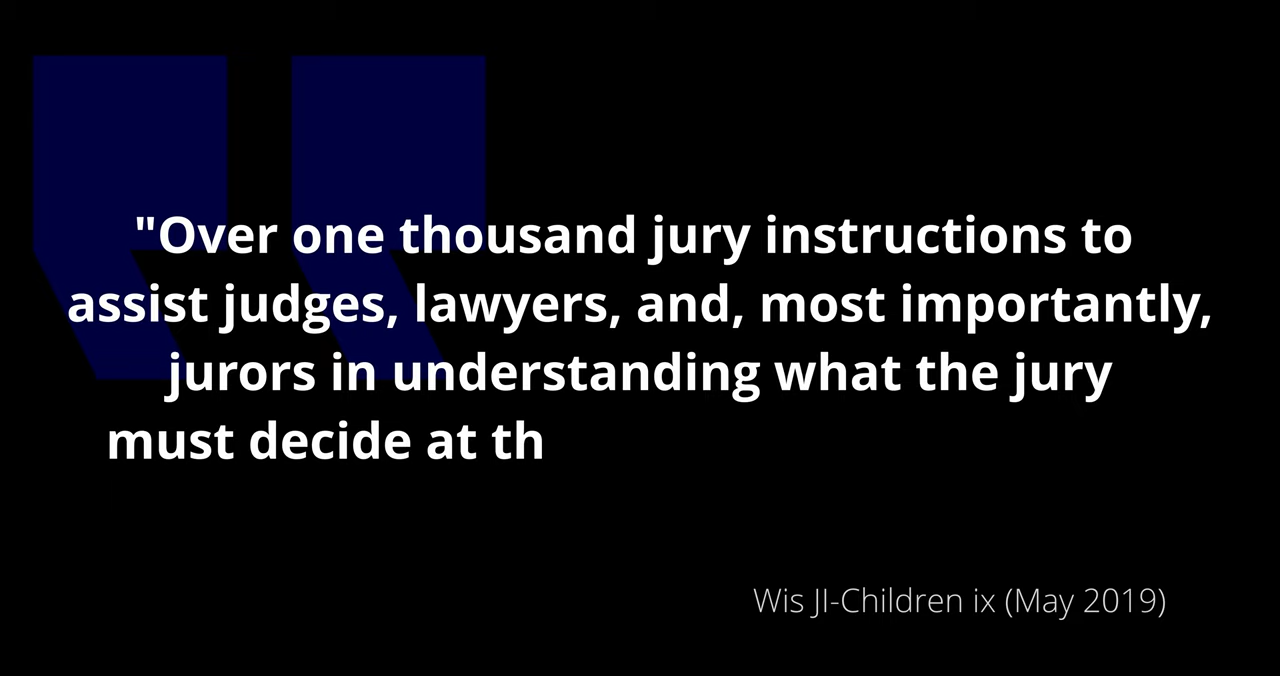 "Over one thousand jury instructions to
assist judges, lawyers, and, most importantly,
jurors in understanding what the jury
must decide at th
Wis JI-Children ix (May 2019)